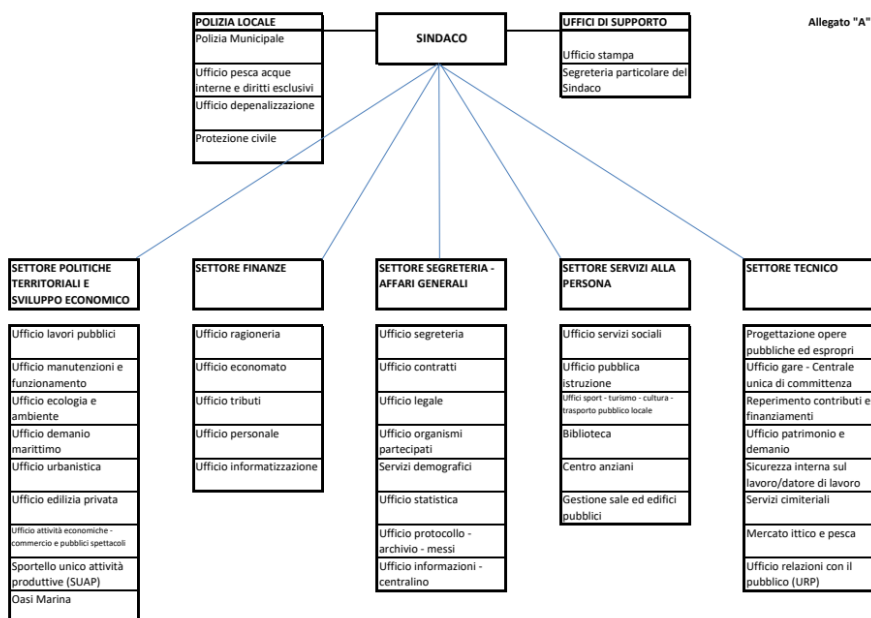 POLIZIA LOCALE
Polizia Municipale
Ufficio pesca acque
interne e diritti esclusivi
Ufficio depenalizzazione
Protezione civile
SINDACO
UFFICI DI SUPPORTO
Ufficio stampa
Segreteria particolare del
Sindaco
Allegato "A"
SETTORE POLITICHE
TERRITORIALI E
SVILUPPO ECONOMICO
Ufficio lavori pubblici
Ufficio manutenzioni e
funzionamento
Ufficio ecologia e
ambiente
Ufficio demanio
marittimo
Ufficio urbanistica
Ufficio edilizia privata
Ufficio attività economiche -
commercio e pubblici spettacoli
Sportello unico attività
produttive (SUAP)
Oasi Marina
SETTORE FINANZE
Ufficio ragioneria
Ufficio economato
Ufficio tributi
Ufficio personale
Ufficio informatizzazione
SETTORE SEGRETERIA -
AFFARI GENERALI
Ufficio segreteria
Ufficio contratti
Ufficio legale
Ufficio organismi
partecipati
Servizi demografici
Ufficio statistica
Ufficio protocollo -
archivio - messi
Ufficio informazioni -
centralino
SETTORE SERVIZI ALLA
PERSONA
Ufficio servizi sociali
Ufficio pubblica
istruzione
Uffici sport - turismo - cultura -
trasporto pubblico locale
Biblioteca
Centro anziani
Gestione sale ed edifici
pubblici
SETTORE TECNICO
Progettazione opere
pubbliche ed espropri
Ufficio gare - Centrale
unica di committenza
Reperimento contributi e
finanziamenti
Ufficio patrimonio e
demanio
Sicurezza interna sul
lavoro/datore di lavoro
Servizi cimiteriali
Mercato ittico e pesca
Ufficio relazioni con il
pubblico (URP)